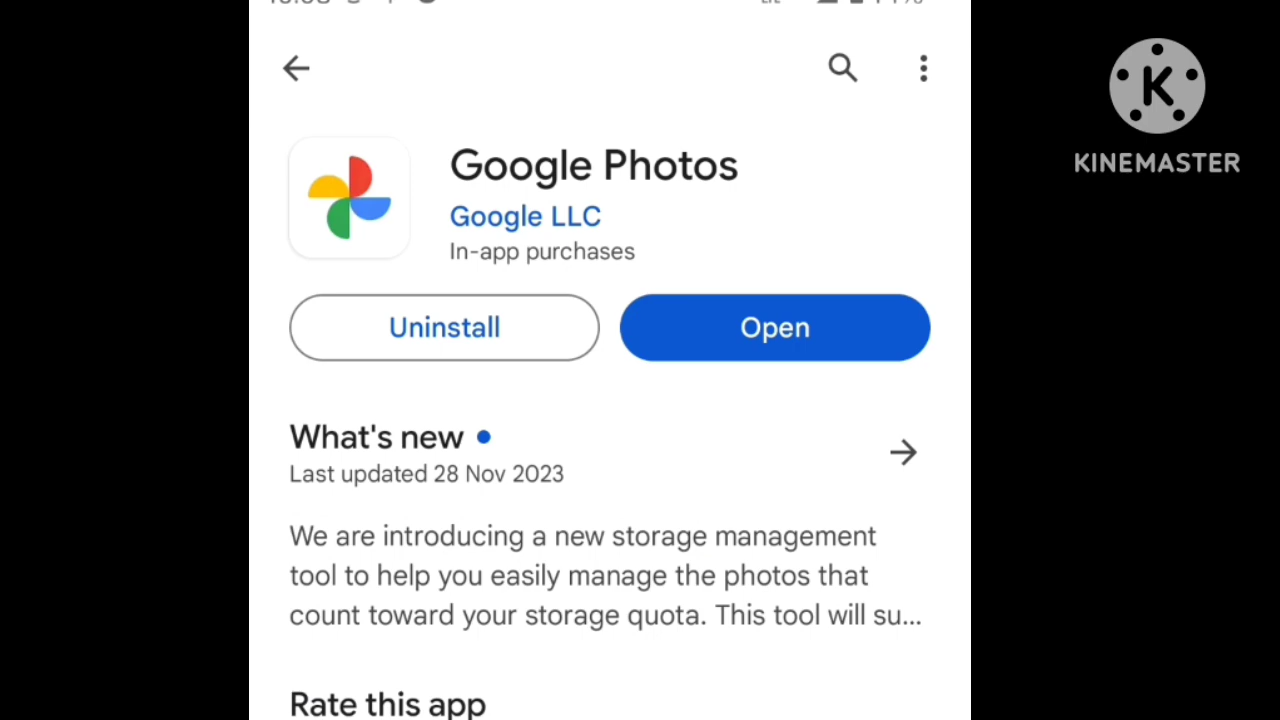 Google Photos
Google LLC
In-app purchases
Uninstall
Open
What's new
Last updated 28 Nov 2023
We are introducing a new storage management
tool to help you easily manage the photos that
count toward your storage quota. This tool will su...
Rate this app
K
KINEMASTER